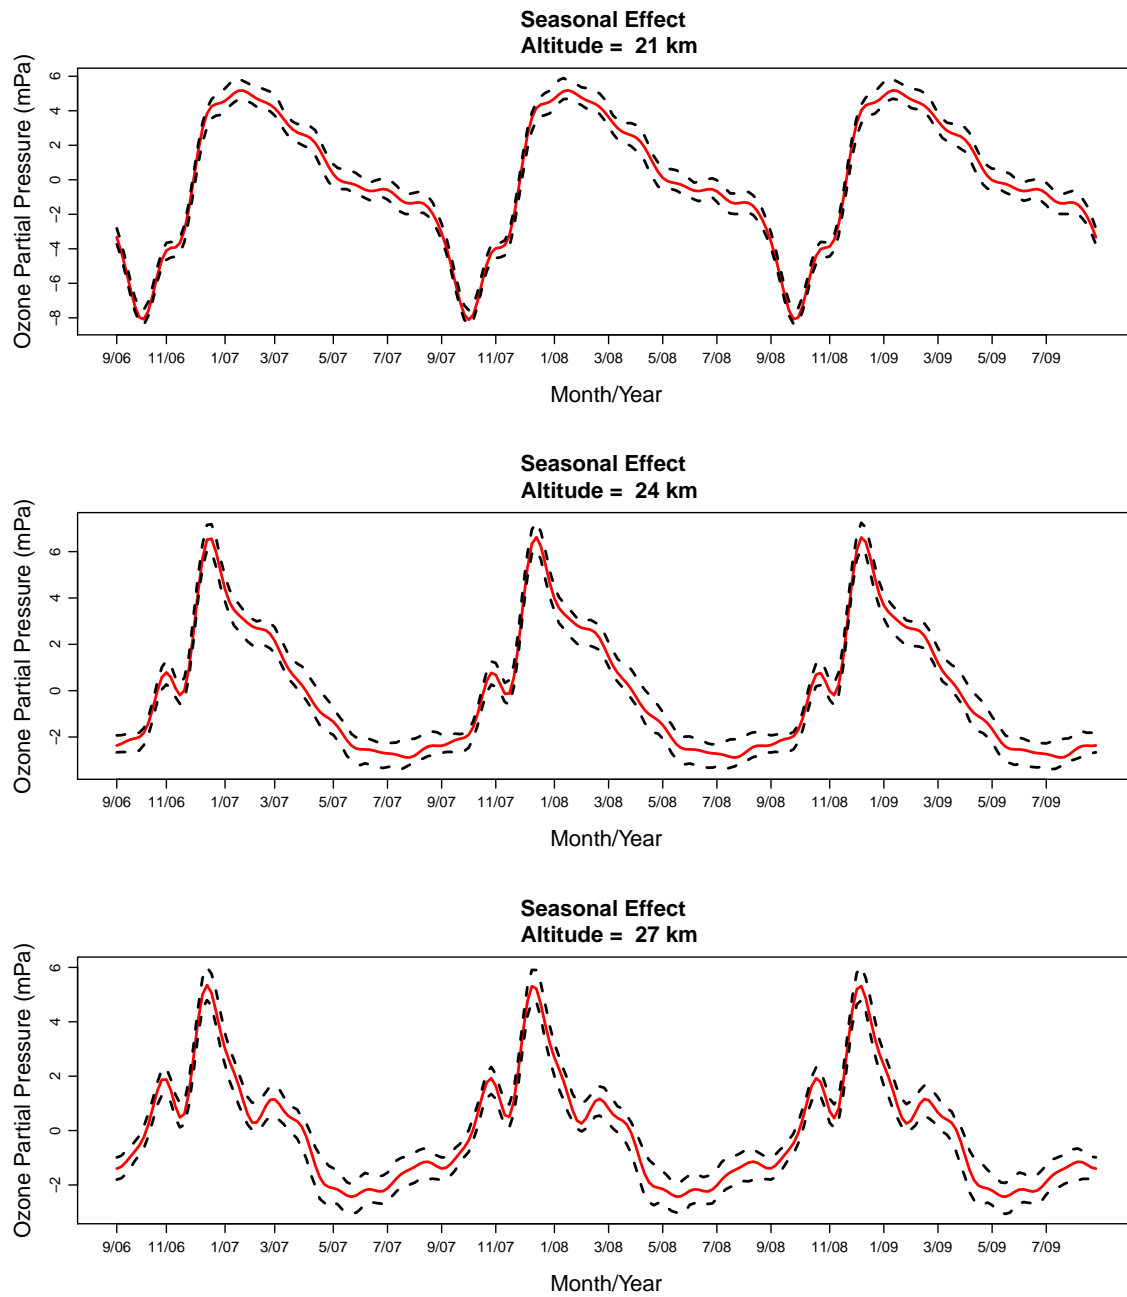 Seasonal Effect
Altitude =  21 km
Ozone Partial Pressure (mPa)
6
4
2
0
−2
−4
−6
−8
9/06 11/06 1/07 3/07 5/07 7/07 9/07 11/07 1/08 3/08 5/08 7/08 9/08 11/08 1/09 3/09 5/09 7/09
Month/Year
Seasonal Effect
Altitude =  24 km
Ozone Partial Pressure (mPa)
6
4
2
0
−2
9/06 11/06 1/07 3/07 5/07 7/07 9/07 11/07 1/08 3/08 5/08 7/08 9/08 11/08 1/09 3/09 5/09 7/09
Month/Year
Seasonal Effect
Altitude =  27 km
Ozone Partial Pressure (mPa)
6
4
2
0
−2
9/06 11/06 1/07 3/07 5/07 7/07 9/07 11/07 1/08 3/08 5/08 7/08 9/08 11/08 1/09 3/09 5/09 7/09
Month/Year